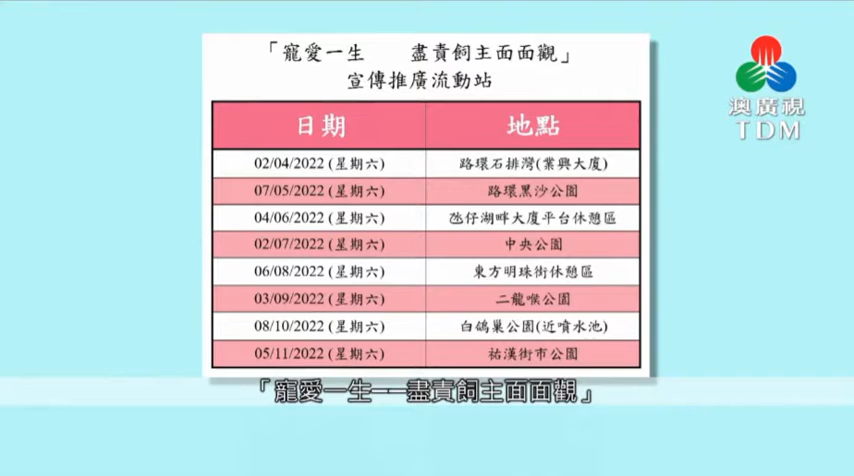 「寵愛一生　　盡責飼主面面觀」
宣傳推廣流動站
澳廣視
TDM
日期 地點
02/04/2022 (星期六) 路環石排灣(業興大廈)
07/05/2022 (星期六) 路環黑沙公園
04/06/2022 (星期六) 氹仔湖畔大廈平台休憩區
02/07/2022 (星期六) 中央公園
06/08/2022 (星期六) 東方明珠街休憩區
03/09/2022 (星期六) 二龍喉公園
08/10/2022 (星期六) 白鴿巢公園(近噴水池)
05/11/2022 (星期六) 祐漢街市公園
「寵愛一生──盡責飼主面面觀」